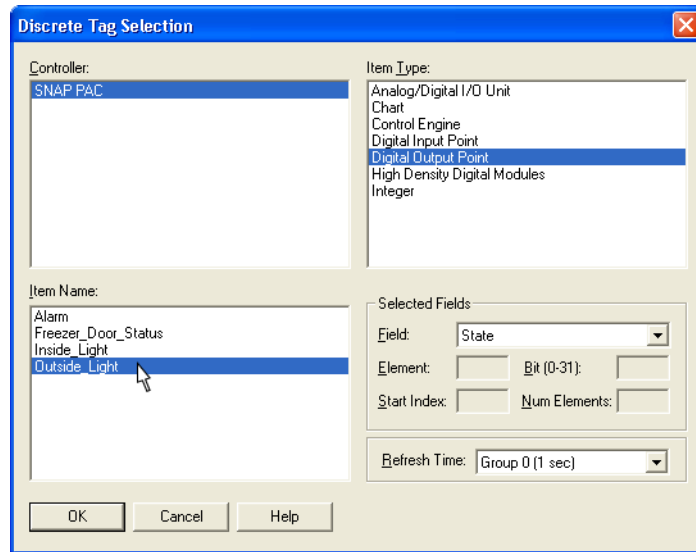 Discrete Tag Selection
Controller:
SNAP PAC
Item Type:
Analog/Digital I/O Unit
Chart
Control Engine
Digital Input Point
Digital Output Point
High Density Digital Modules
Integer
Item Name:
Alarm
Freezer_Door_Status
Inside_Light
Outside_Light
Selected Fields
Field: State
Element: Bit (0-31):
Start Index: Num Elements:
Refresh Time: Group 0 (1 sec)
OK Cancel Help